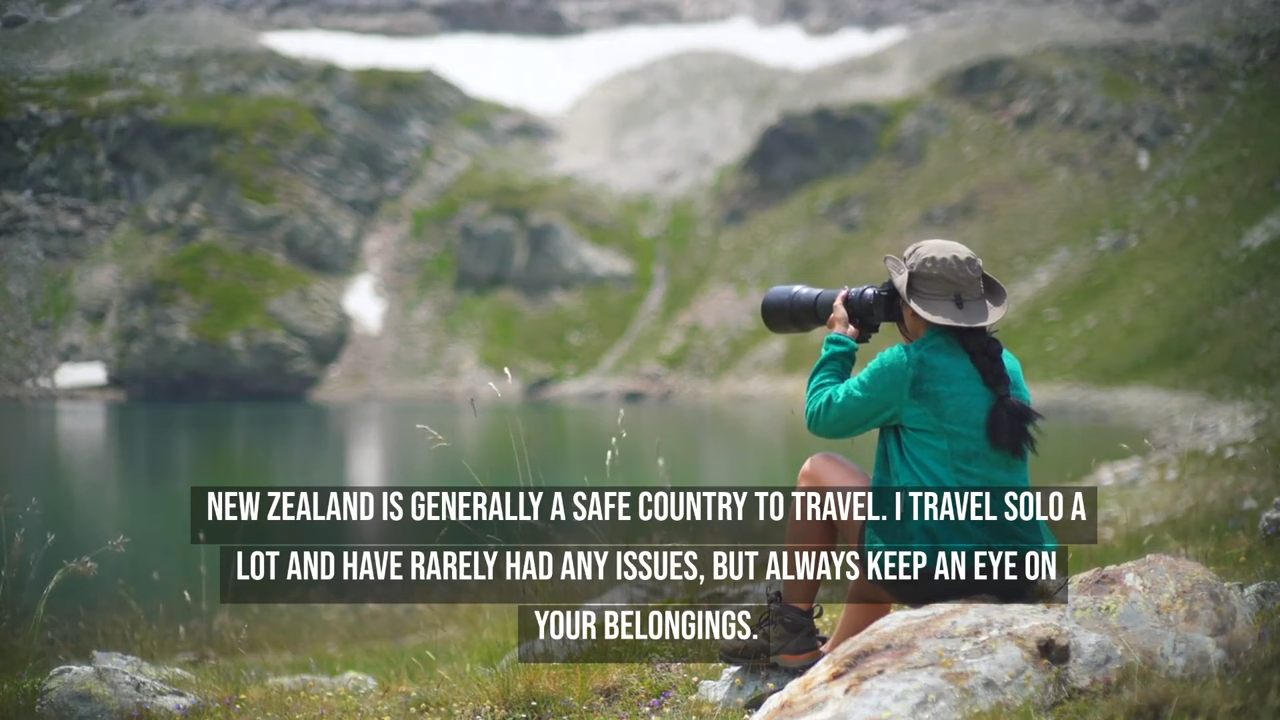 NEW ZEALAND IS GENERALLY A SAFE COUNTRY TO TRAVEL. I TRAVEL SOLO A
LOT AND HAVE RARELY HAD ANY ISSUES, BUT ALWAYS KEEP AN EYE ON
YOUR BELONGINGS.